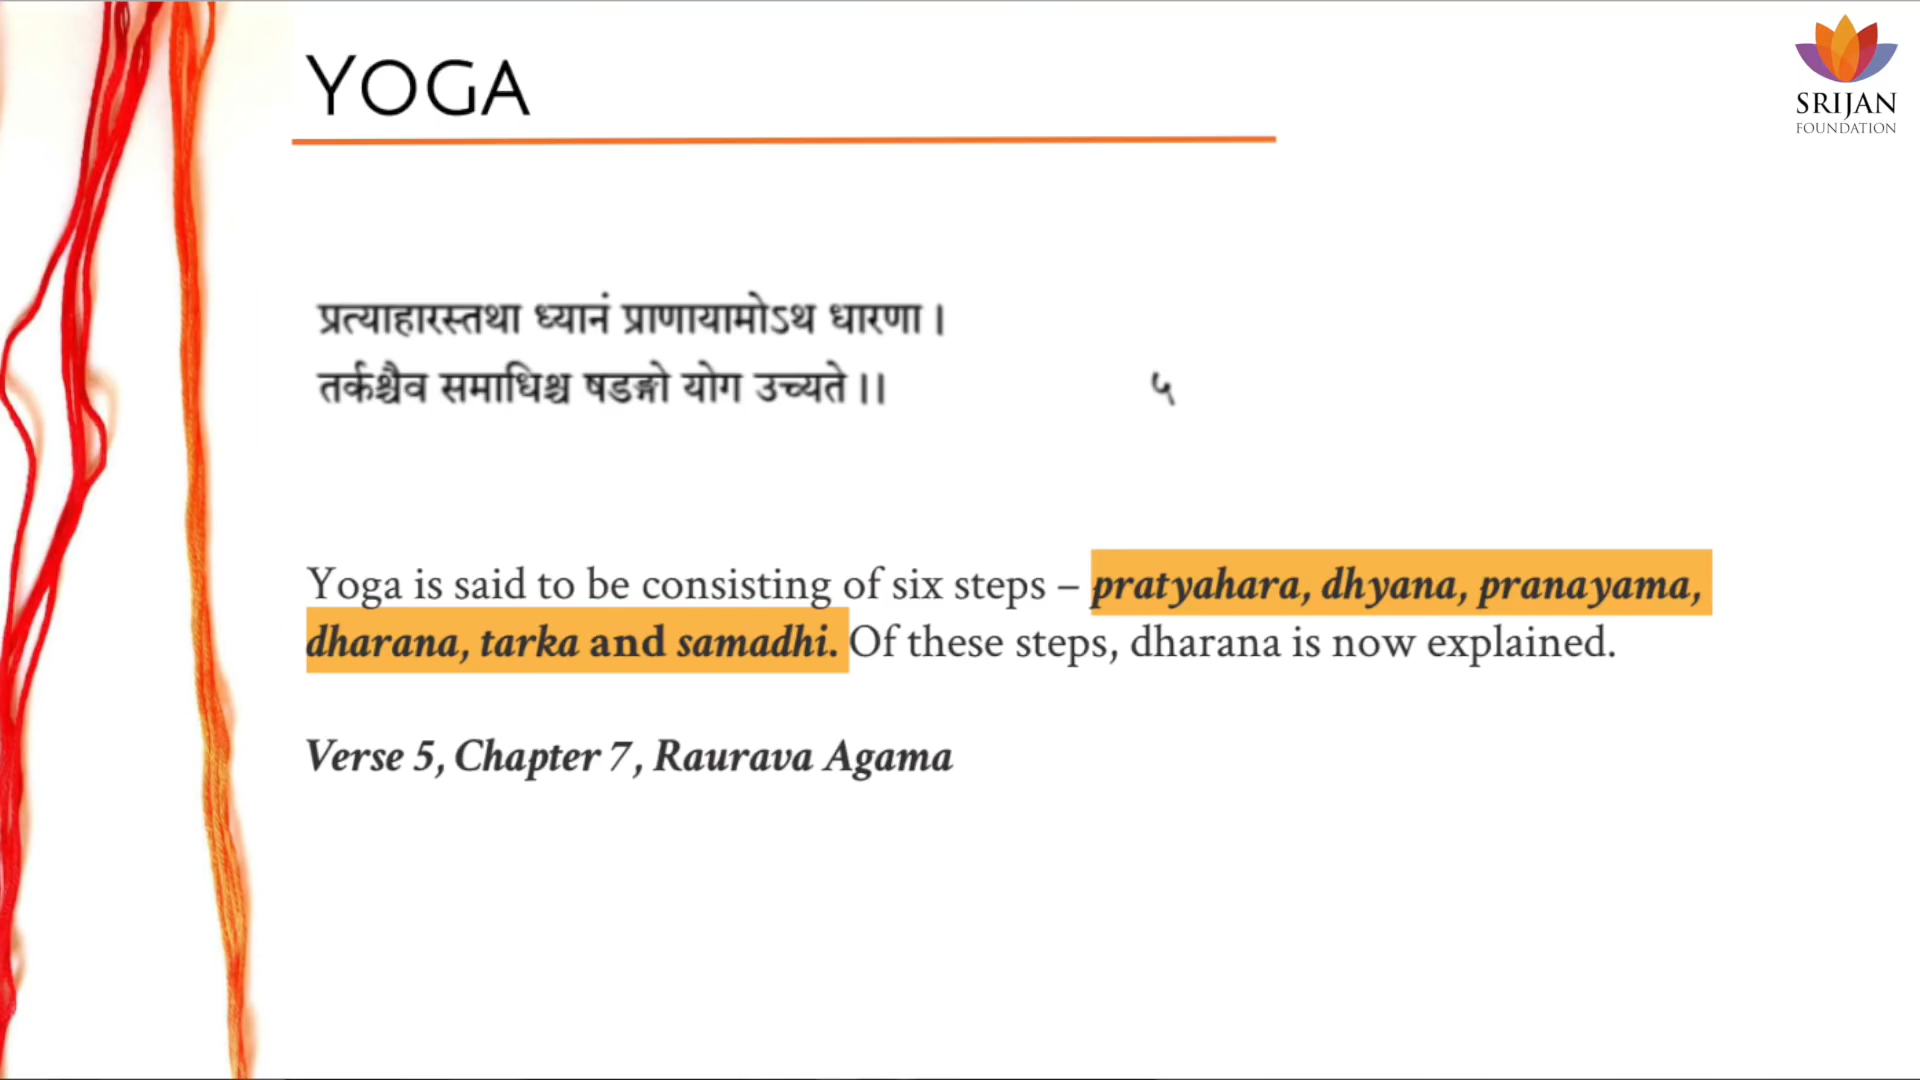 YOGA
SRIJAN
FOUNDATION
प्रत्याहारस्तथा ध्यानं प्राणायामोऽथ धारणा ।
तर्कश्चैव समाधिश्च षडङ्गो योग उच्यते ।। ५
Yoga is said to be consisting of six steps – pratyahara, dhyana, pranayama,
dharana, tarka and samadhi. Of these steps, dharana is now explained.
Verse 5, Chapter 7, Raurava Agama